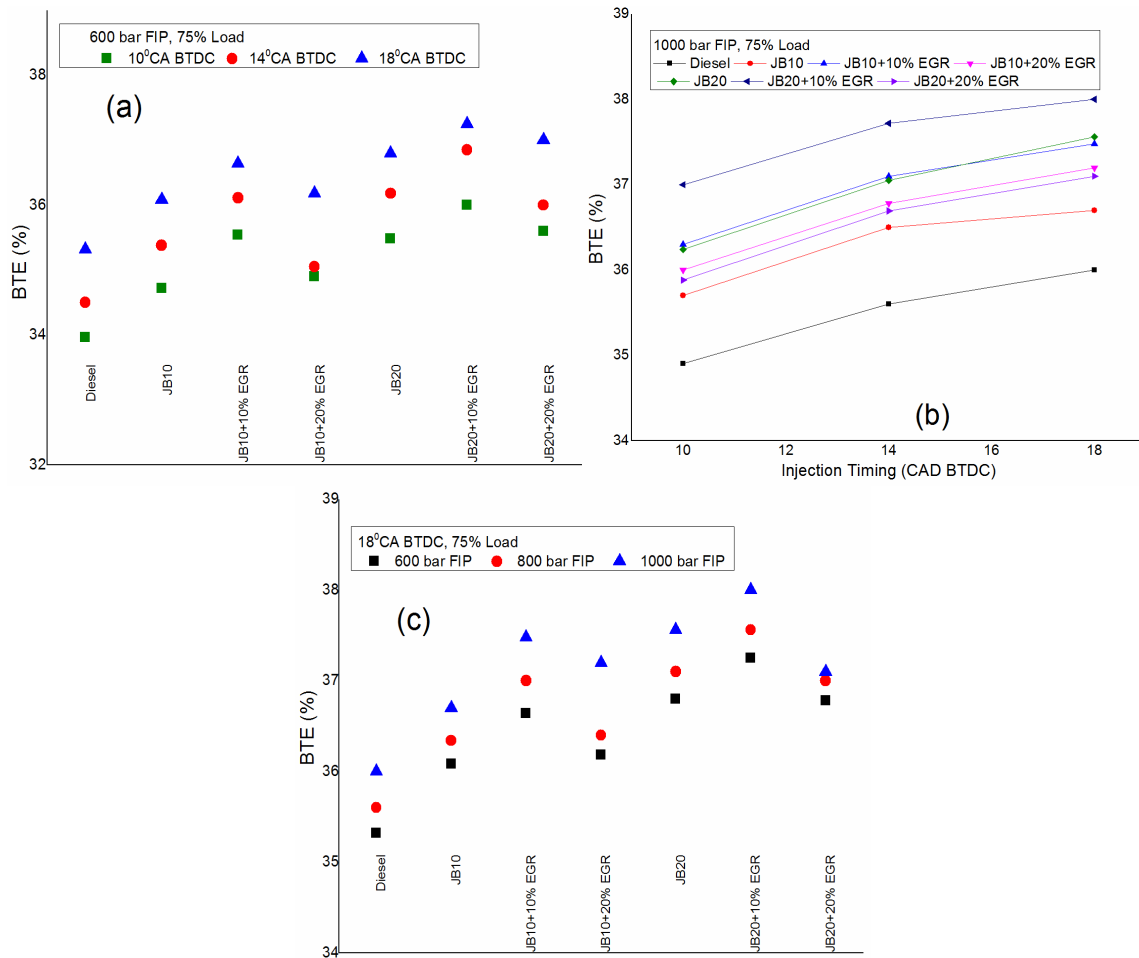 39
600 bar FIP, 75% Load
10⁰CA BTDC 14⁰CA BTDC 18⁰CA BTDC
38
(a)
36
BTE (%)
34
32
Diesel
JB10
JB10+10% EGR
JB10+20% EGR
JB20
JB20+10% EGR
JB20+20% EGR
39
1000 bar FIP, 75% Load
Diesel JB10 JB10+10% EGR JB10+20% EGR
JB20 JB20+10% EGR JB20+20% EGR
38
37
BTE (%)
36
35
(b)
34
10 12 14 16 18
Injection Timing (CAD BTDC)
39
18⁰CA BTDC, 75% Load
600 bar FIP 800 bar FIP 1000 bar FIP
38
(c)
37
BTE (%)
36
35
34
Diesel
JB10
JB10+10% EGR
JB10+20% EGR
JB20
JB20+10% EGR
JB20+20% EGR